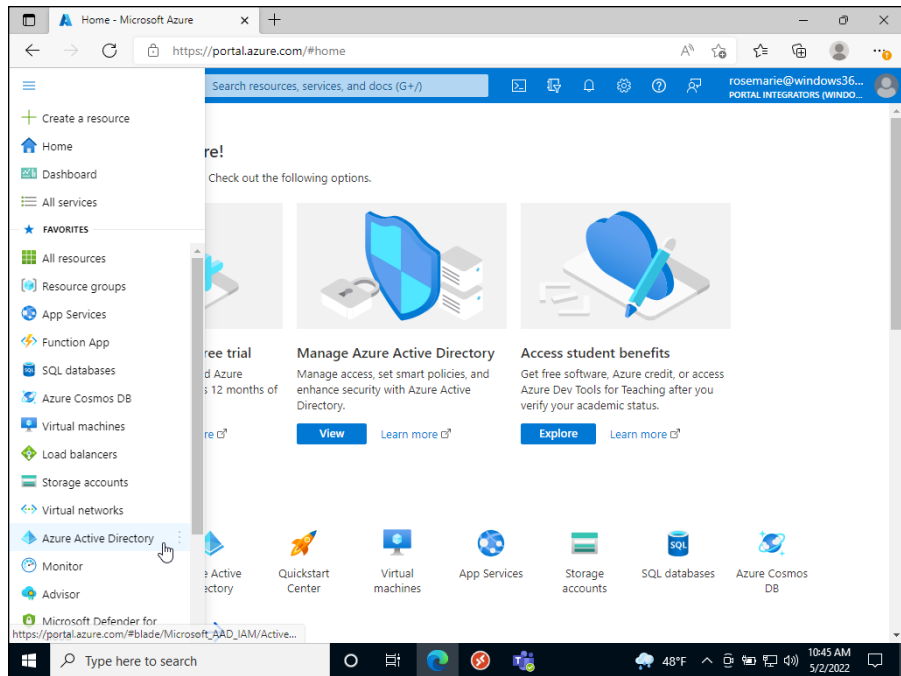 Home - Microsoft Azure
https://portal.azure.com/#home
Search resources, services, and docs (G+/)
rosemarie@windows36...
PORTAL INTEGRATORS (WINDO...
Create a resource
Home
Dashboard
All services
FAVORITES
All resources
Resource groups
App Services
Function App
SQL databases
Azure Cosmos DB
Virtual machines
Load balancers
Storage accounts
Virtual networks
Azure Active Directory
Monitor
Advisor
Microsoft Defender for
https://portal.azure.com/#blade/Microsoft_AAD_IAM/Active...
re!
Check out the following options.
ree trial
d Azure
s 12 months of
re
Manage Azure Active Directory
Manage access, set smart policies, and
enhance security with Azure Active
Directory.
View
Learn more
Access student benefits
Get free software, Azure credit, or access
Azure Dev Tools for Teaching after you
verify your academic status.
Explore
Learn more
e Active
ectory
Quickstart
Center
Virtual
machines
App Services
Storage
accounts
SQL
SQL databases
Azure Cosmos
DB
Type here to search
48°F
10:45 AM
5/2/2022